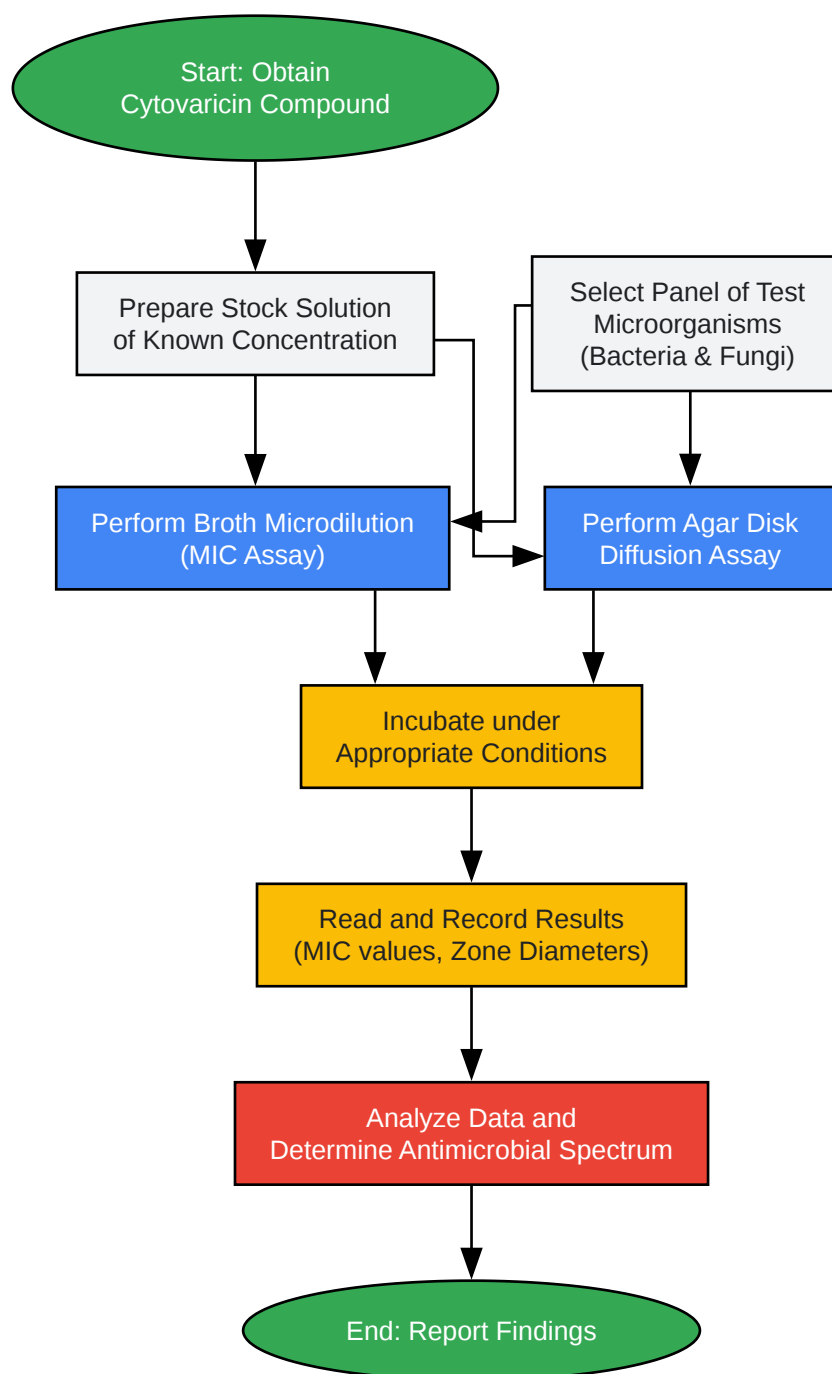 Start: Obtain
Cytovaricin Compound
Prepare Stock Solution
of Known Concentration
Select Panel of Test
Microorganisms
(Bacteria & Fungi)
Perform Broth Microdilution
(MIC Assay)
Perform Agar Disk
Diffusion Assay
Incubate under
Appropriate Conditions
Read and Record Results
(MIC values, Zone Diameters)
Analyze Data and
Determine Antimicrobial Spectrum
End: Report Findings